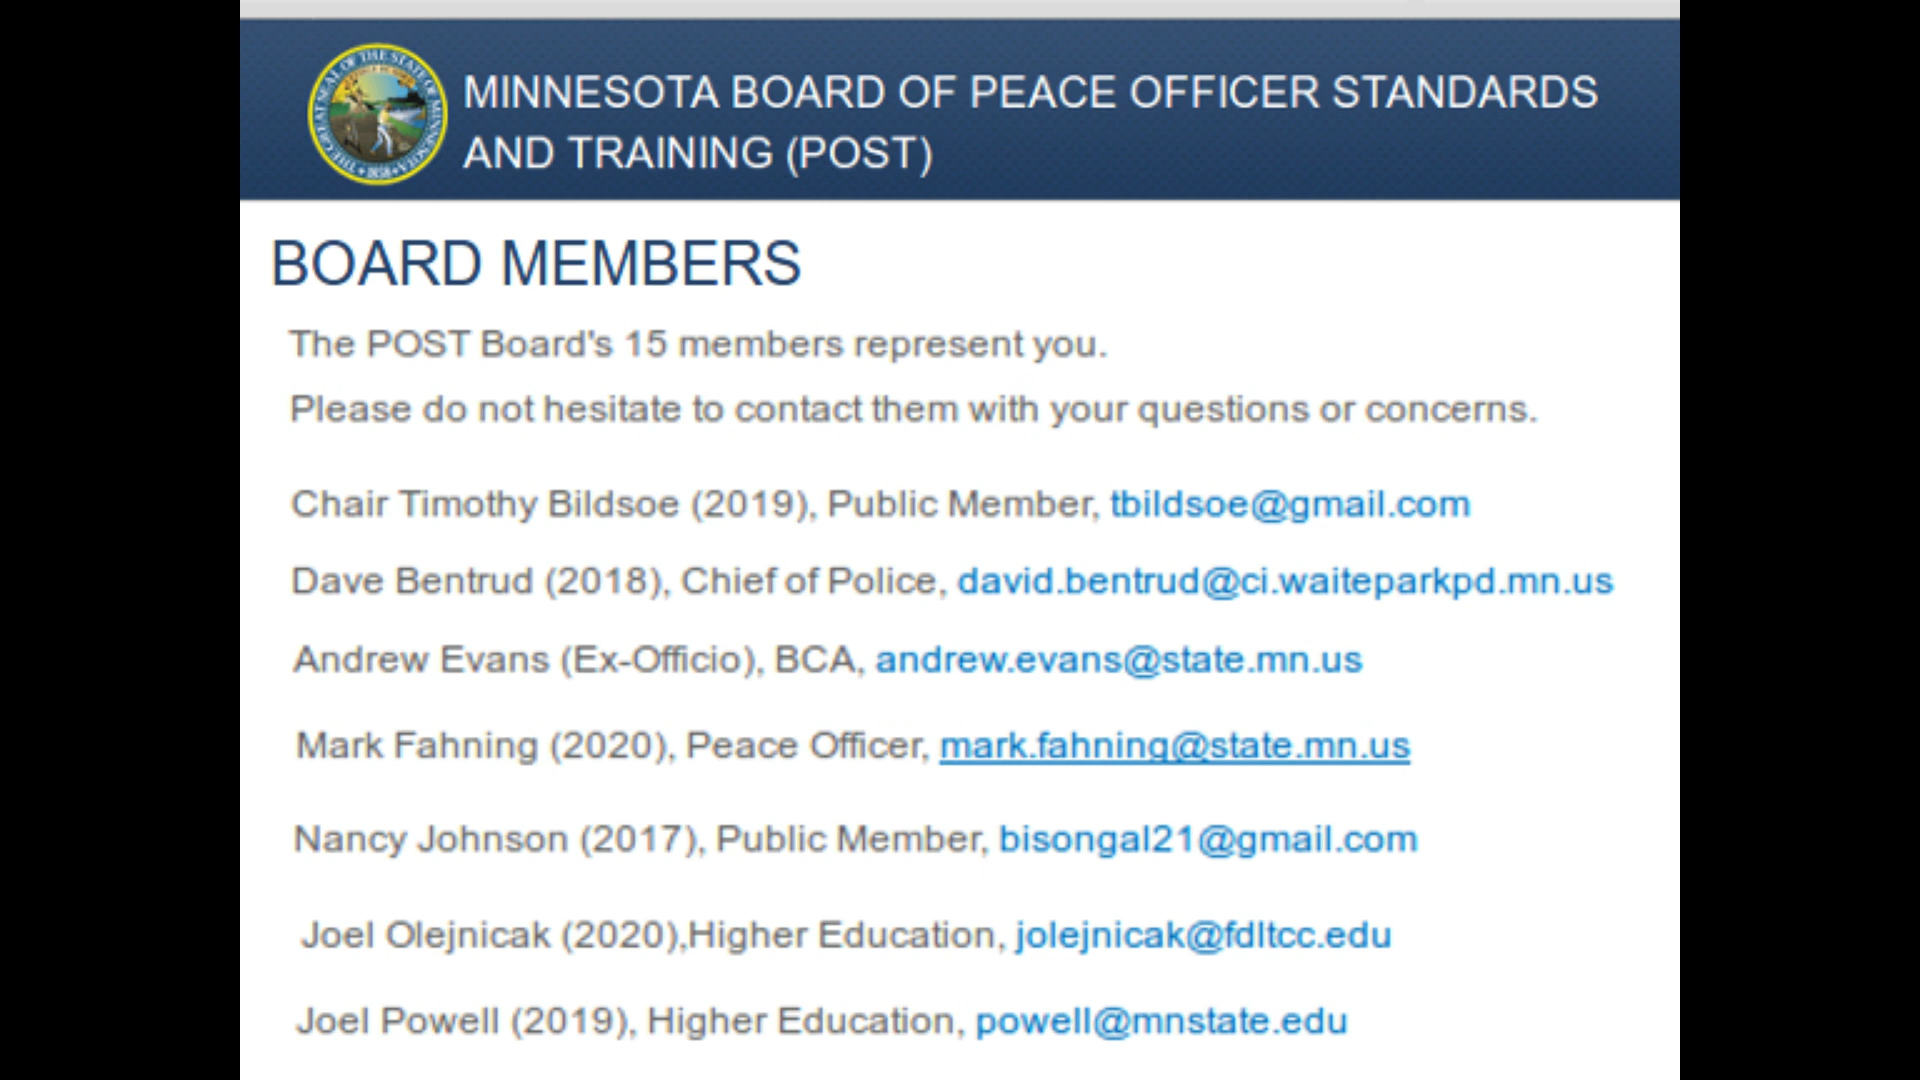 MINNESOTA BOARD OF PEACE OFFICER STANDARDS
AND TRAINING (POST)
BOARD MEMBERS
The POST Board's 15 members represent you.
Please do not hesitate to contact them with your questions or concerns.
Chair Timothy Bildsoe (2019), Public Member, tbildsoe@gmail.com
Dave Bentrud (2018), Chief of Police, david.bentrud@ci.waiteparkpd.mn.us
Andrew Evans (Ex-Officio), BCA, andrew.evans@state.mn.us
Mark Fahning (2020), Peace Officer, mark.fahning@state.mn.us
Nancy Johnson (2017), Public Member, bisongal21@gmail.com
Joel Olejnicak (2020),Higher Education, jolejnicak@fdltcc.edu
Joel Powell (2019), Higher Education, powell@mnstate.edu